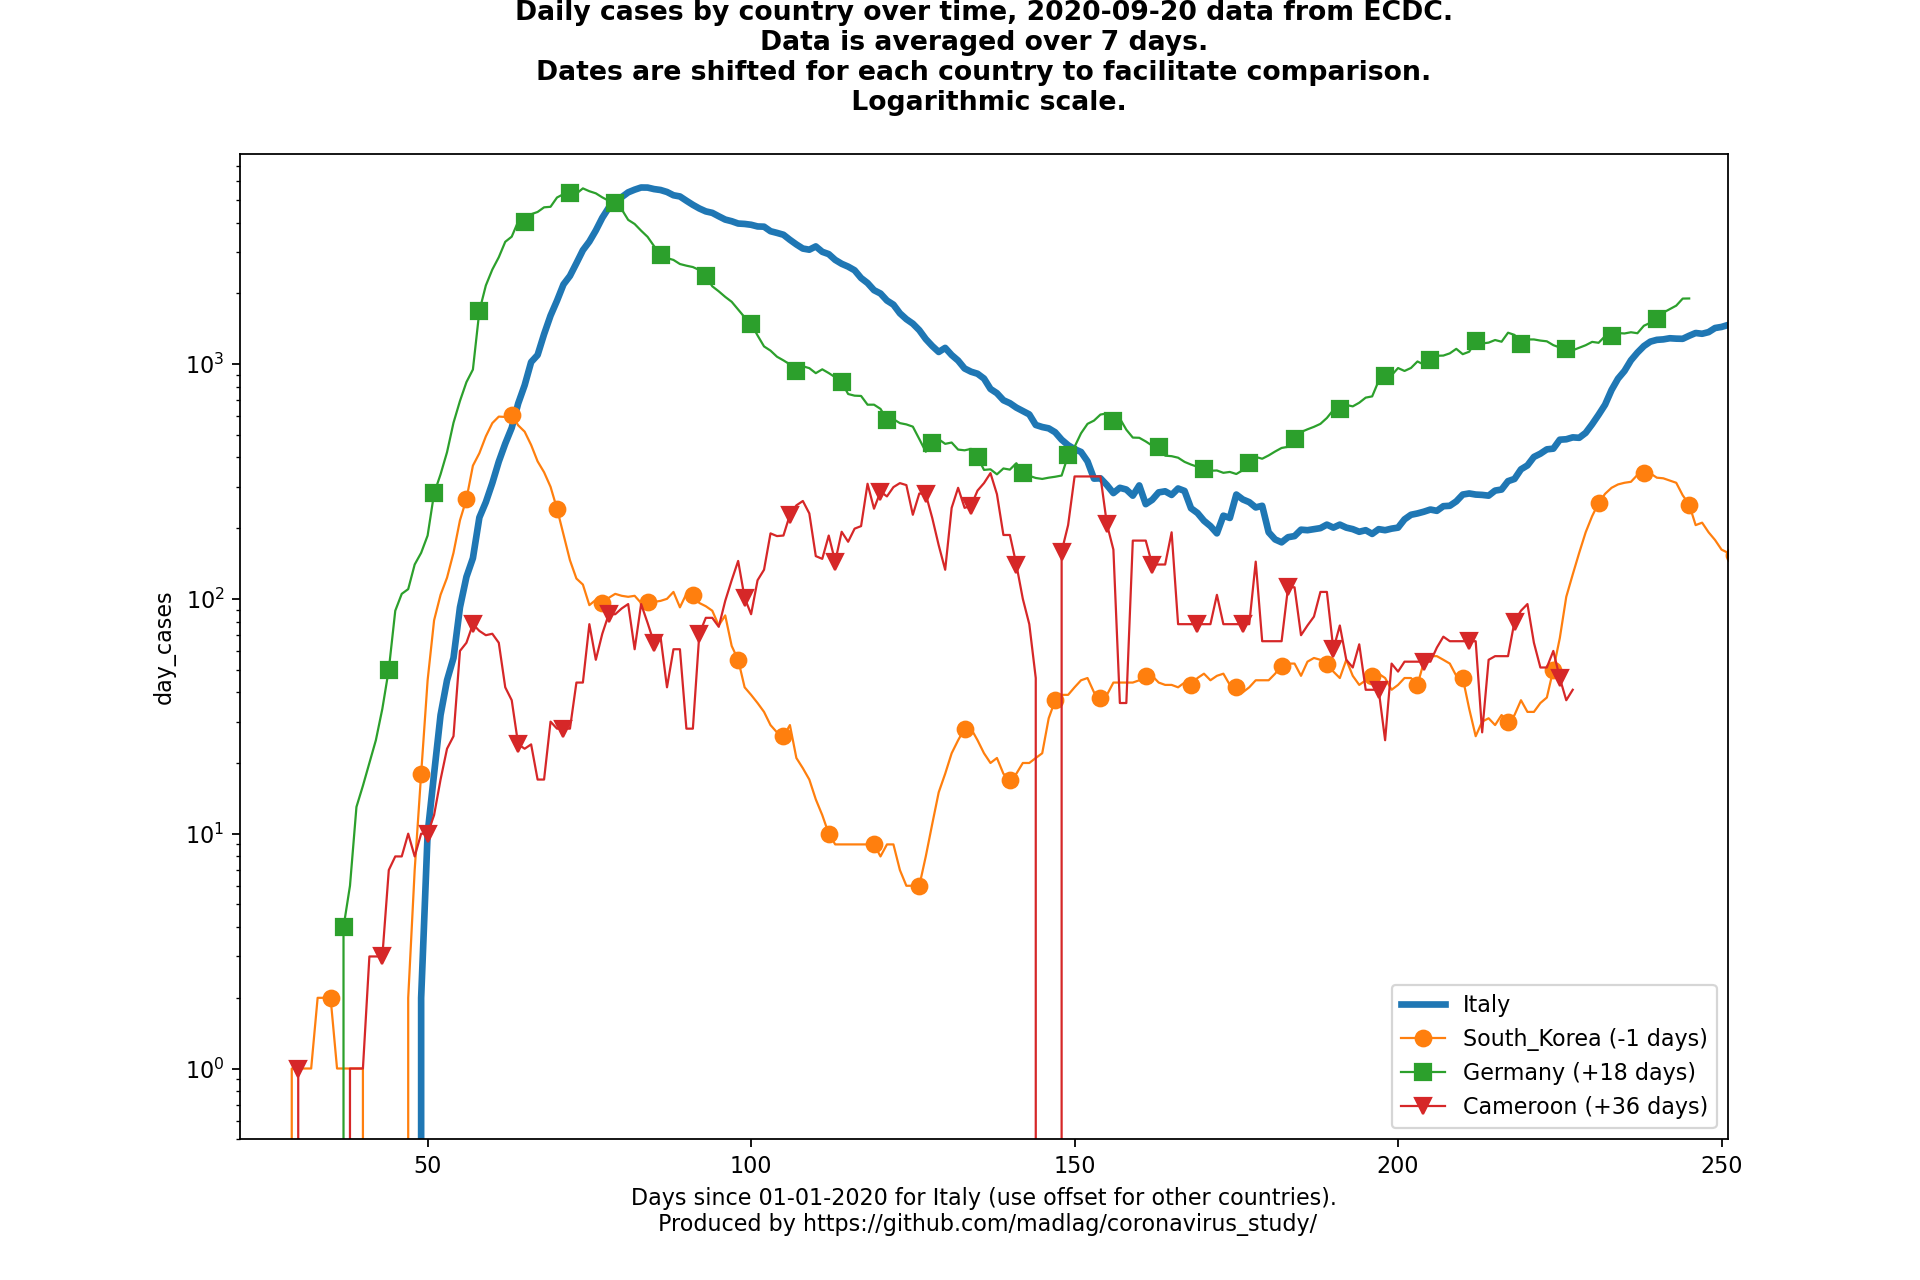 Daily cases by country over time, 2020-09-20 data from ECDC.
Data is averaged over 7 days.
Dates are shifted for each country to facilitate comparison.
Logarithmic scale.
10³
10²
10¹
10⁰
day_cases
Italy
South_Korea (-1 days)
Germany (+18 days)
Cameroon (+36 days)
50 100 150 200 250
Days since 01-01-2020 for Italy (use offset for other countries).
Produced by https://github.com/madlag/coronavirus_study/